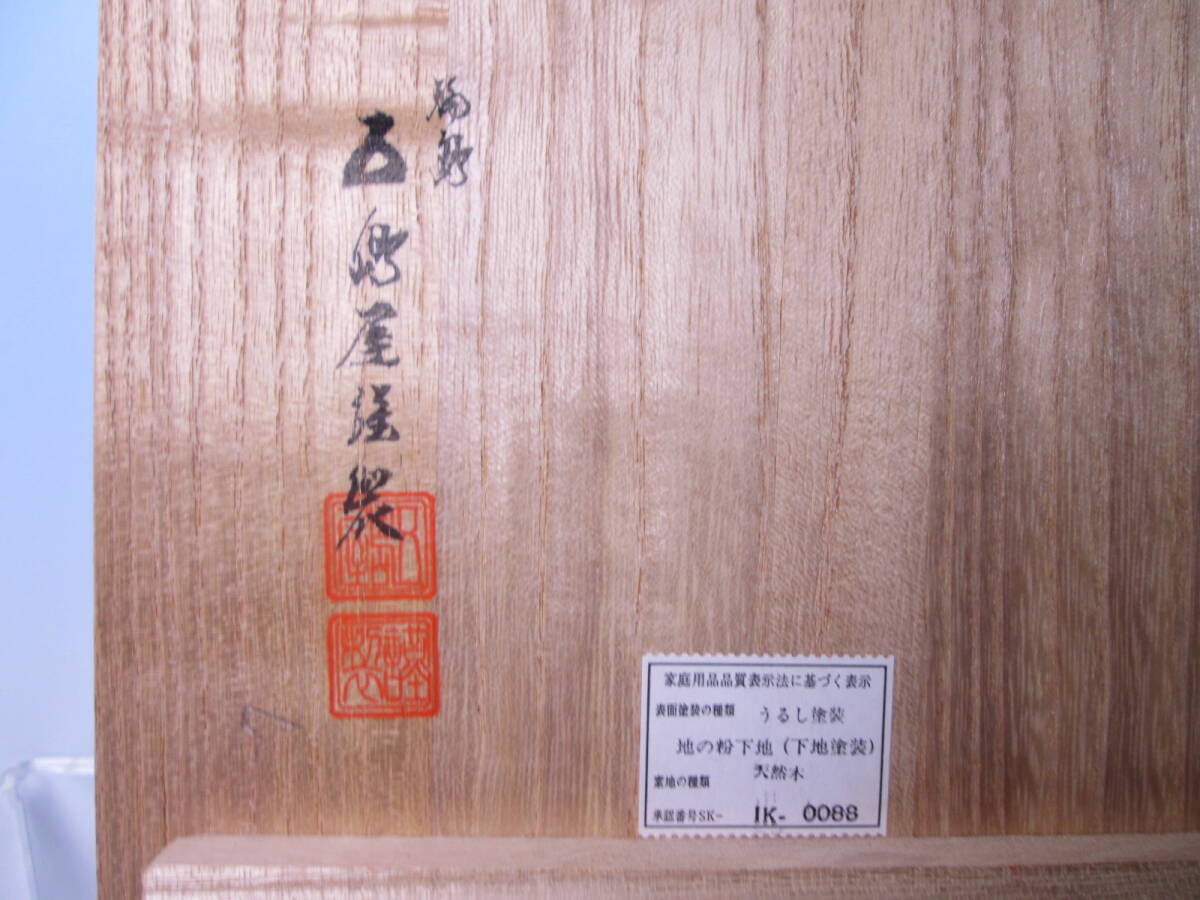 輪島
五島屋謹製
謹製
家庭用品品質表示法に基づく表示
表面塗装の種類 うるし塗装
地の粉下地(下地塗装)
素地の種類 天然木
承認番号SK- IK-0088